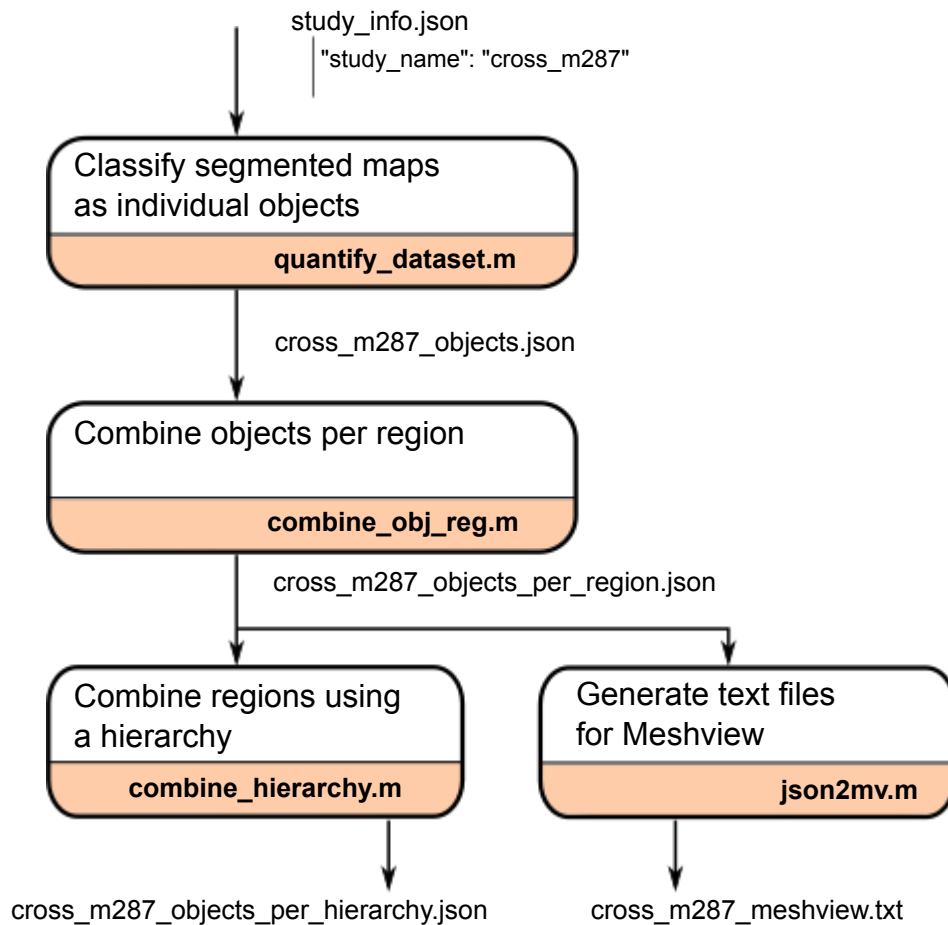 study_info.json
"study_name": "cross_m287"
Classify segmented maps
as individual objects
quantify_dataset.m
cross_m287_objects.json
Combine objects per region
combine_obj_reg.m
cross_m287_objects_per_region.json
Combine regions using
a hierarchy
combine_hierarchy.m
Generate text files
for Meshview
json2mv.m
cross_m287_objects_per_hierarchy.json
cross_m287_meshview.txt